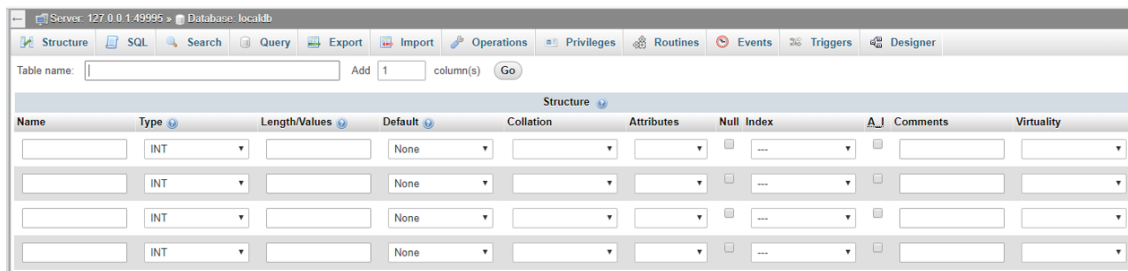 Server: 127.0.0.1:49995 » Database: localdb
Structure SQL Search Query Export Import Operations Privileges Routines Events Triggers Designer
Table name: Add 1 column(s) Go
Structure
Name Type Length/Values Default Collation Attributes Null Index A_I Comments Virtuality
INT None ---
INT None ---
INT None ---
INT None ---